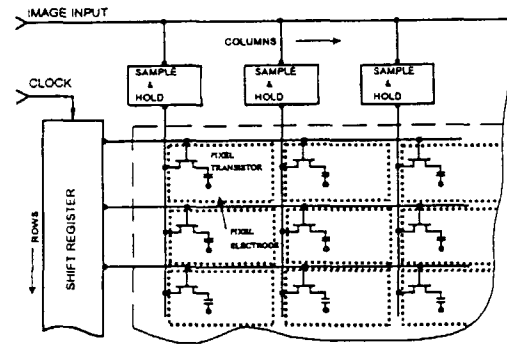 IMAGE INPUT
COLUMNS
SAMPLE
&
HOLD
SAMPLE
&
HOLD
SAMPLE
&
HOLD
CLOCK
SHIFT REGISTER
ROWS
PIXEL
TRANSISTOR
PIXEL
ELECTRODE